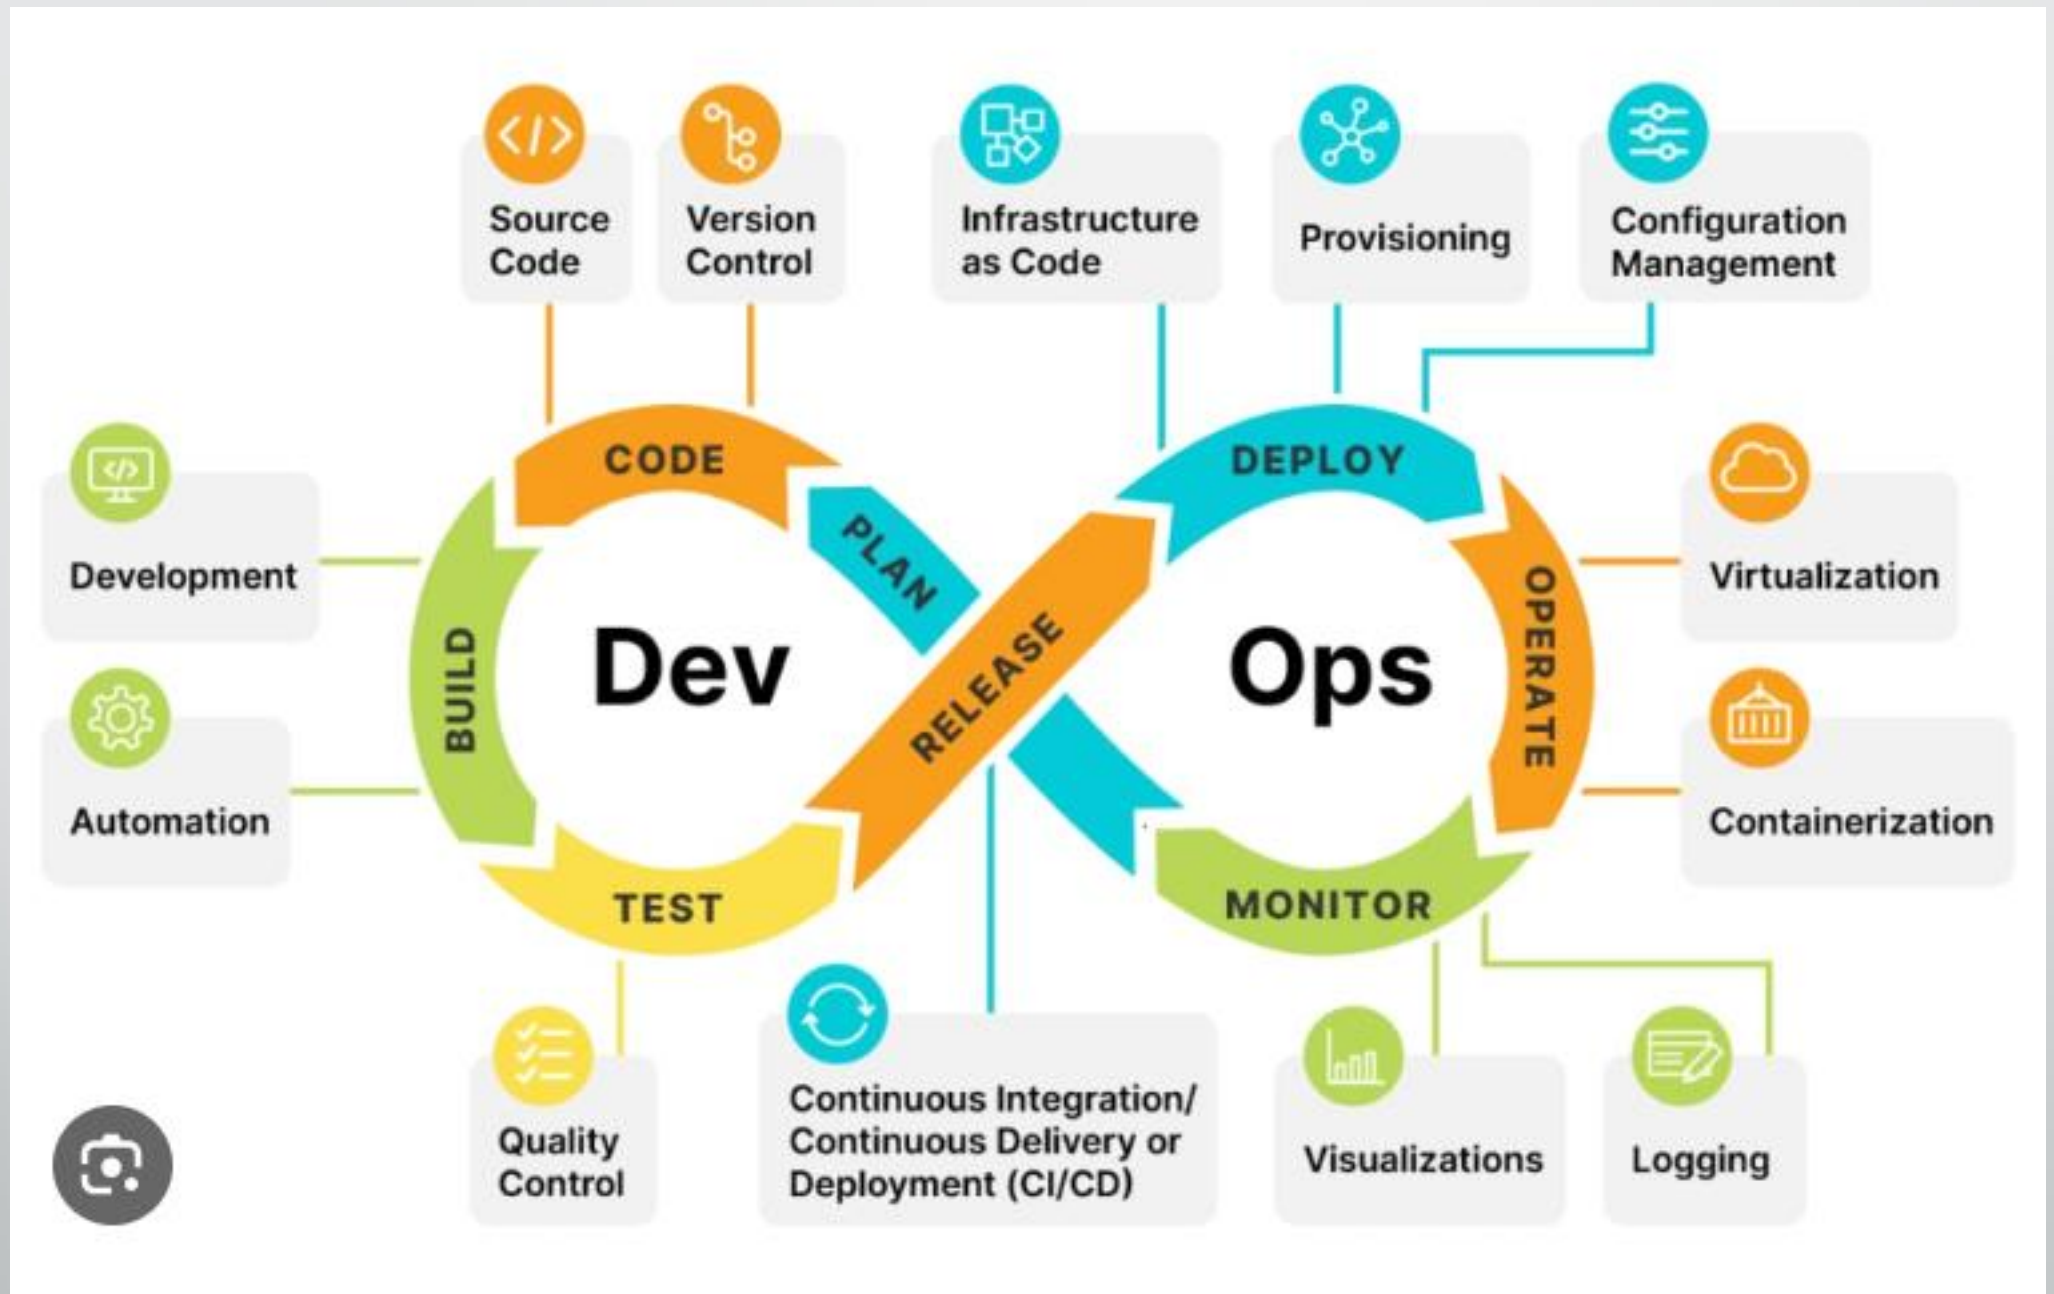 Source
Code
Version
Control
Infrastructure
as Code
Provisioning
Configuration
Management
CODE
DEPLOY
PLAN
Development
Virtualization
OPERATE
BUILD
Dev
RELEASE
Ops
Automation
Containerization
TEST
MONITOR
Quality
Control
Continuous Integration/
Continuous Delivery or
Deployment (CI/CD)
Visualizations
Logging